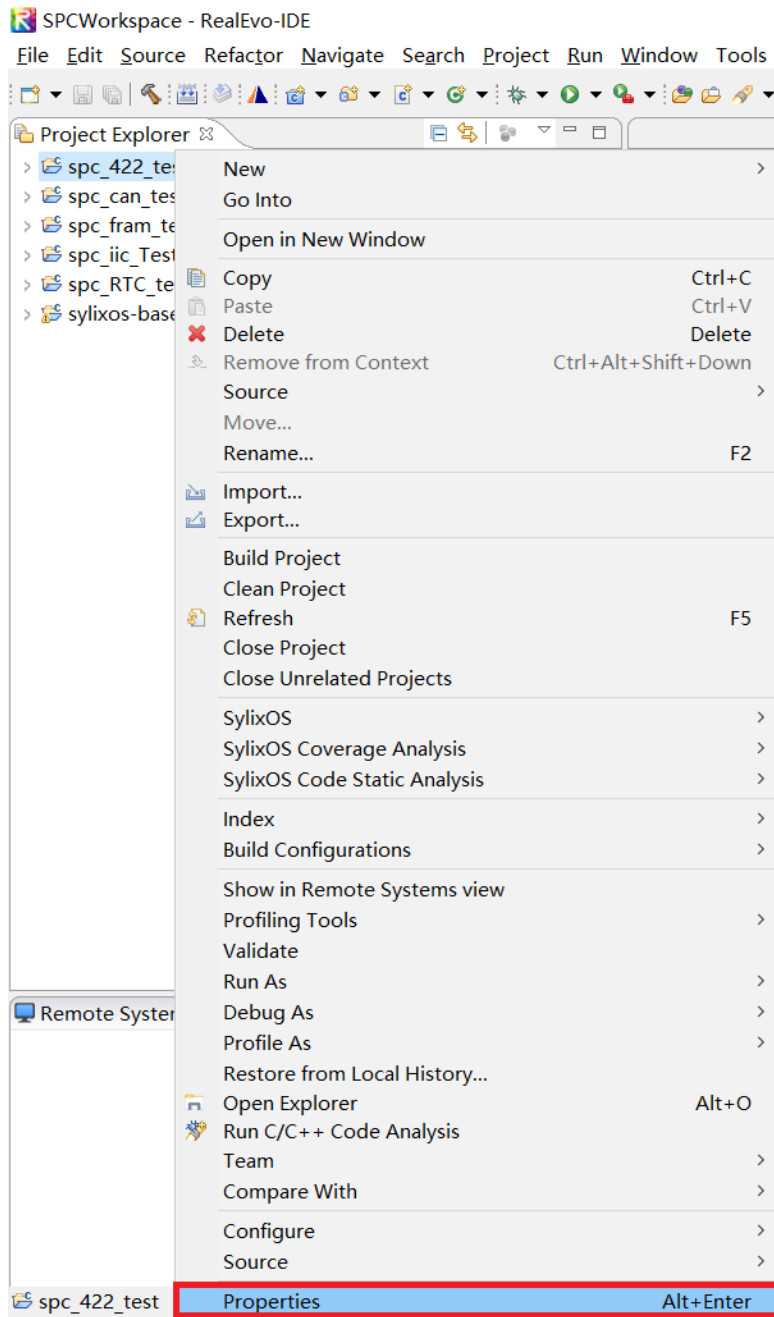 SPCWorkspace - RealEvo-IDE
File Edit Source Refactor Navigate Search Project Run Window Tools
Project Explorer
spc_422_tes
spc_can_tes
spc_fram_te
spc_iic_Test
spc_RTC_te
sylixos-base
New
Go Into
Open in New Window
Copy Ctrl+C
Paste Ctrl+V
Delete Delete
Remove from Context Ctrl+Alt+Shift+Down
Source
Move...
Rename... F2
Import...
Export...
Build Project
Clean Project
Refresh F5
Close Project
Close Unrelated Projects
SylixOS
SylixOS Coverage Analysis
SylixOS Code Static Analysis
Index
Build Configurations
Show in Remote Systems view
Profiling Tools
Validate
Run As
Remote System
Debug As
Profile As
Restore from Local History...
Open Explorer Alt+O
Run C/C++ Code Analysis
Team
Compare With
Configure
Source
spc_422_test
Properties Alt+Enter